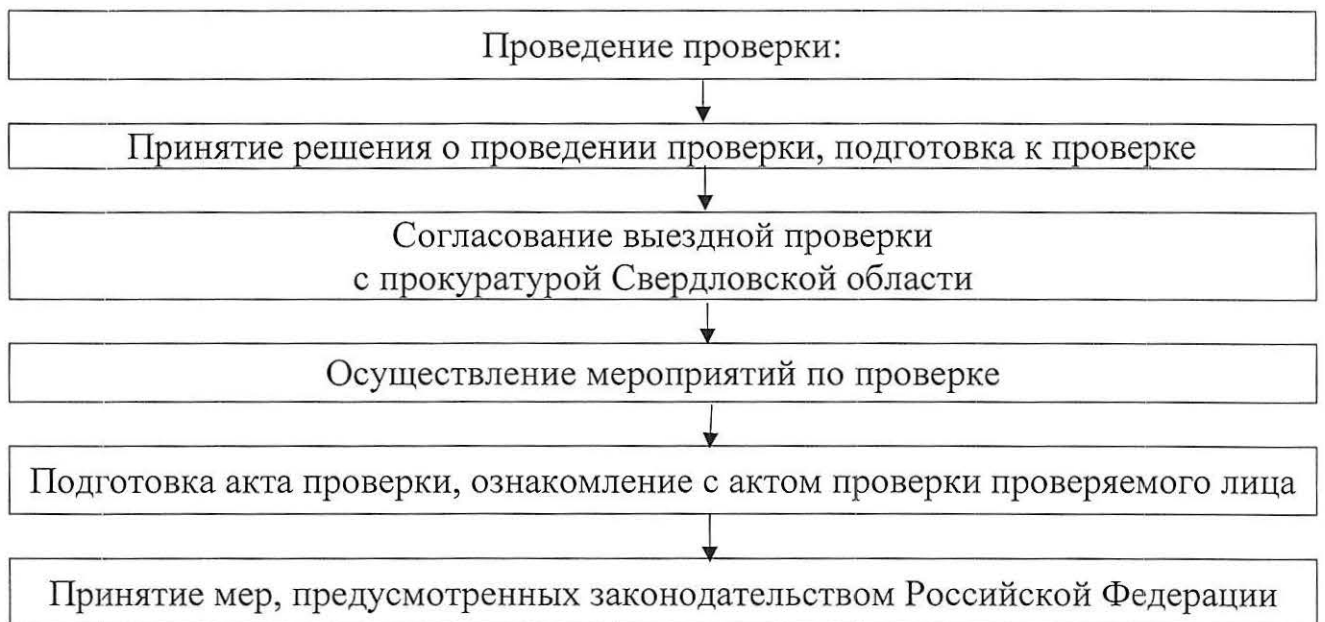 Проведение проверки:
Принятие решения о проведении проверки, подготовка к проверке
Согласование выездной проверки
с прокуратурой Свердловской области
Осуществление мероприятий по проверке
Подготовка акта проверки, ознакомление с актом проверки проверяемого лица
Принятие мер, предусмотренных законодательством Российской Федерации